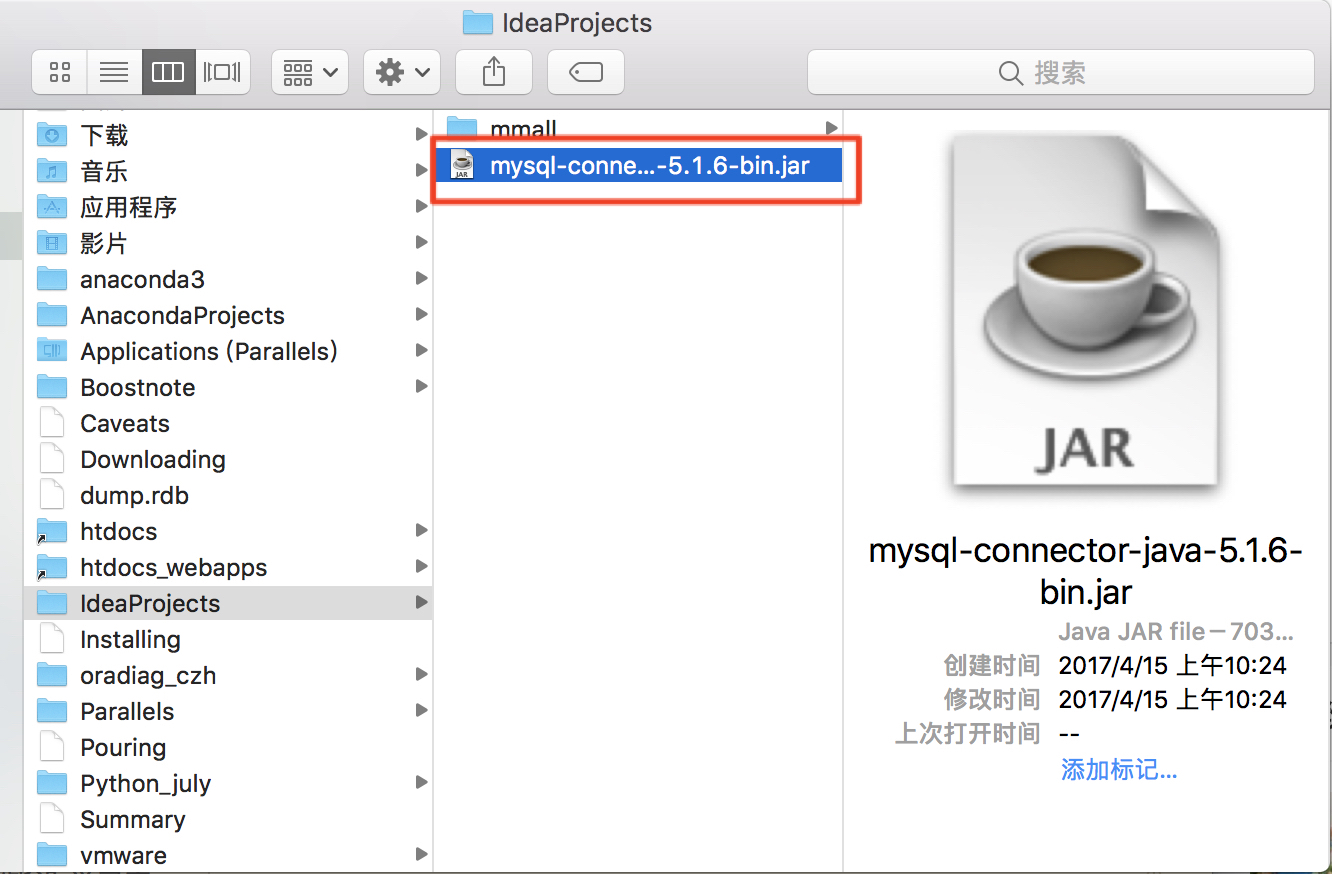 IdeaProjects
搜索
下载
音乐
应用程序
影片
anaconda3
AnacondaProjects
Applications (Parallels)
Boostnote
Caveats
Downloading
dump.rdb
htdocs
htdocs_webapps
IdeaProjects
Installing
oradiag_czh
Parallels
Pouring
Python_july
Summary
vmware
mmall
JAR
mysql-conne...-5.1.6-bin.jar
JAR
mysql-connector-java-5.1.6-
bin.jar
Java JAR file – 703...
创建时间 2017/4/15 上午10:24
修改时间 2017/4/15 上午10:24
上次打开时间 --
添加标记...